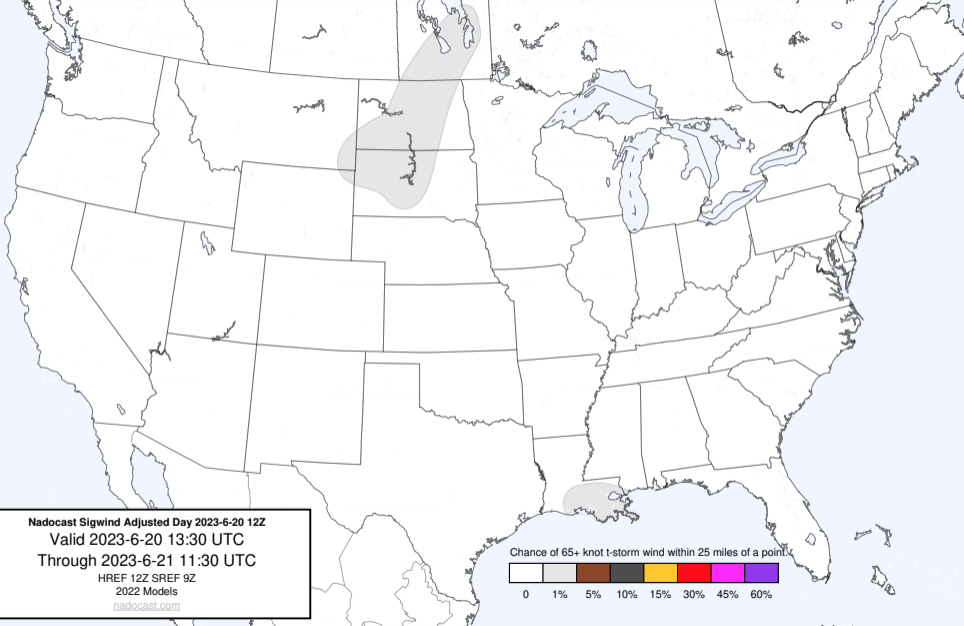 Nadocast Sigwind Adjusted Day 2023-6-20 12Z
Valid 2023-6-20 13:30 UTC
Through 2023-6-21 11:30 UTC
HREF 12Z SREF 9Z
2022 Models
nadocast.com
Chance of 65+ knot t-storm wind within 25 miles of a point.
0 1% 5% 10% 15% 30% 45% 60%